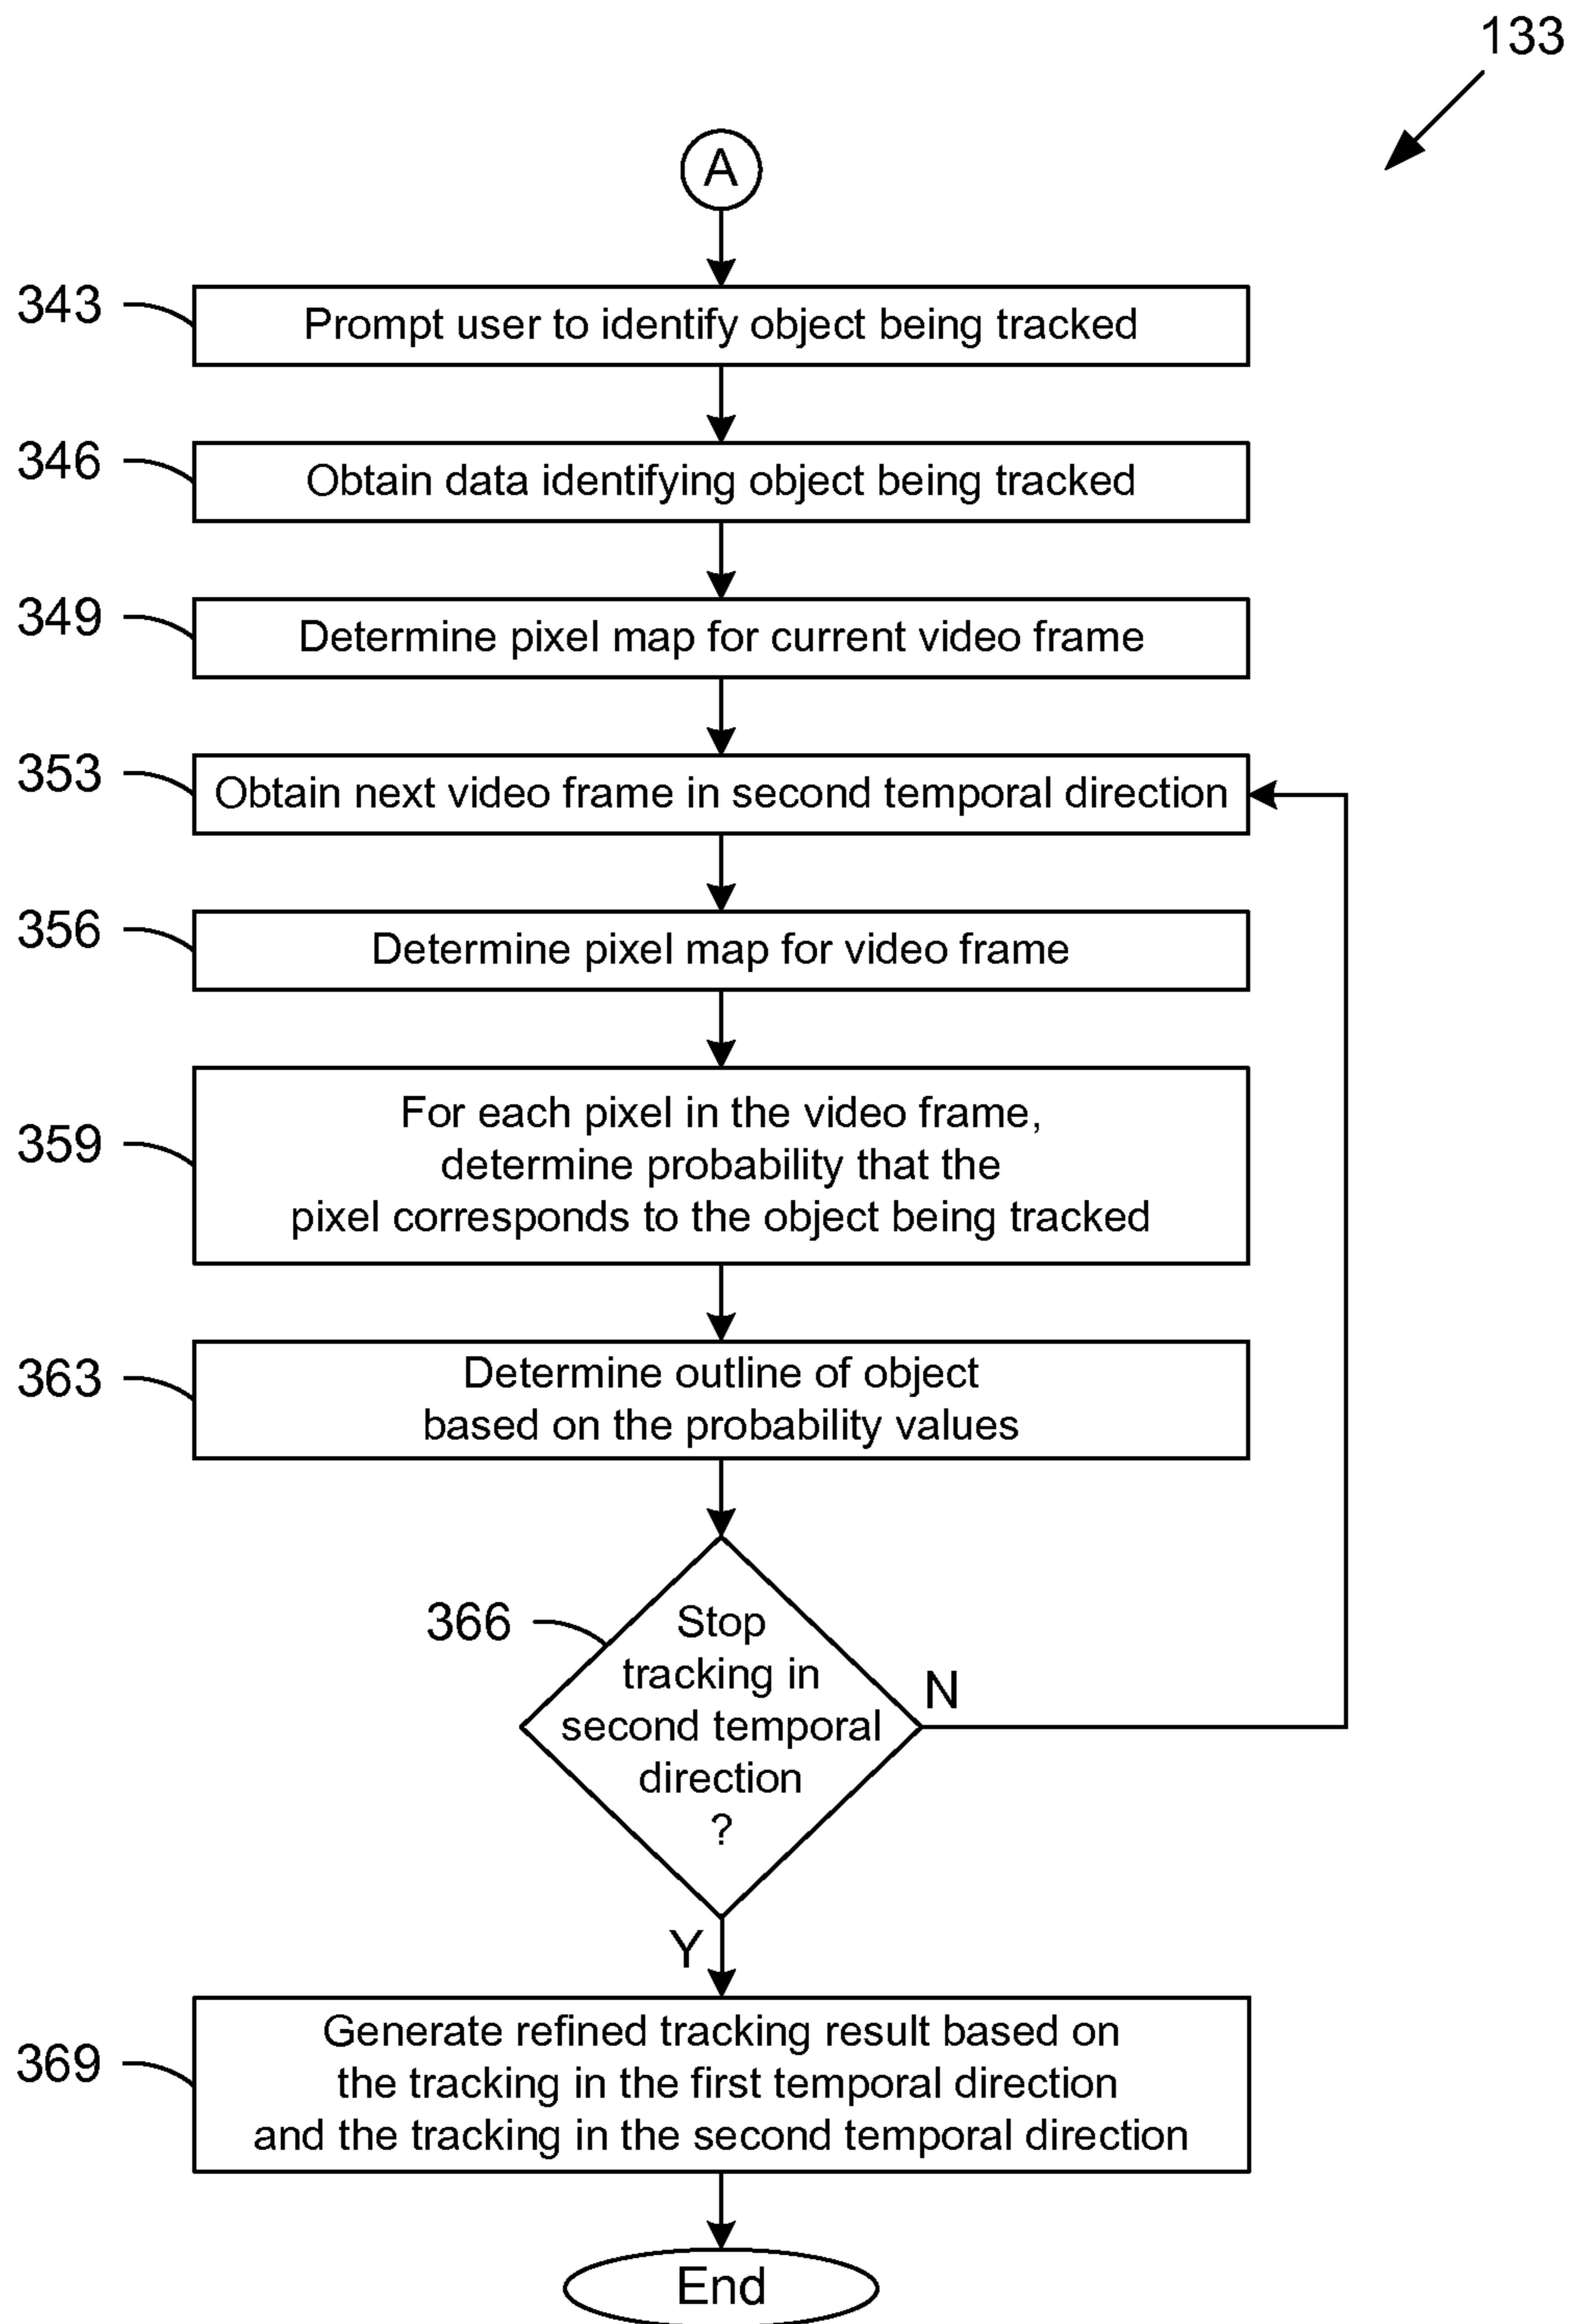 133
A
343
Prompt user to identify object being tracked
346
Obtain data identifying object being tracked
349
Determine pixel map for current video frame
353
Obtain next video frame in second temporal direction
356
Determine pixel map for video frame
359
For each pixel in the video frame,
determine probability that the
pixel corresponds to the object being tracked
363
Determine outline of object
based on the probability values
366
Stop
tracking in
second temporal
direction
?
N
Y
369
Generate refined tracking result based on
the tracking in the first temporal direction
and the tracking in the second temporal direction
End